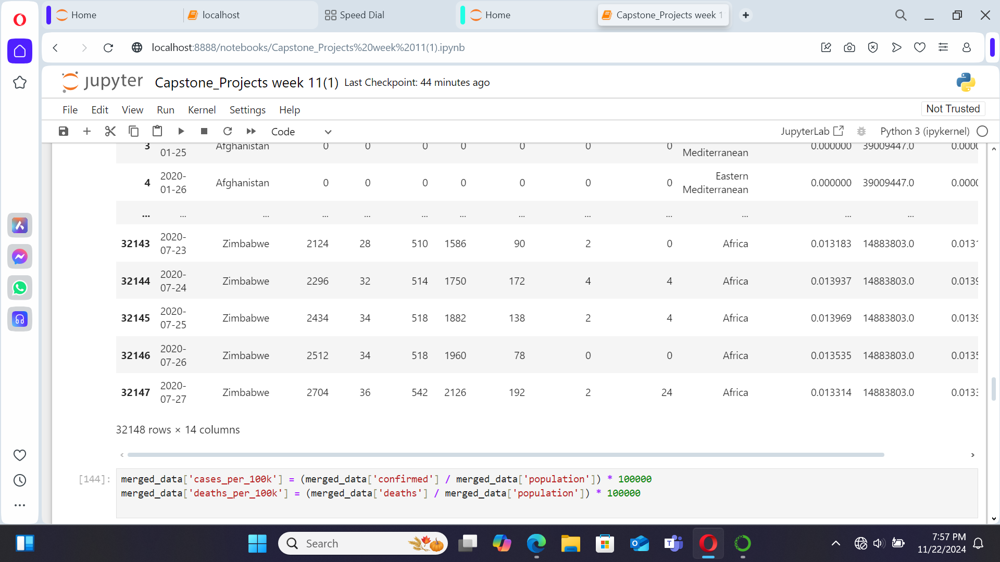 Home
localhost
Speed Dial
Home
Capstone_Projects week 1
localhost:8888/notebooks/Capstone_Projects%20week%2011(1).ipynb
jupyter Capstone_Projects week 11(1) Last Checkpoint: 44 minutes ago
File Edit View Run Kernel Settings Help
Not Trusted
Code
JupyterLab
Python 3 (ipykernel)
3 01-25 Afghanistan 0 0 0 0 0 0 0 Mediterranean 0.000000 39009447.0 0.000
4 2020-01-26 Afghanistan 0 0 0 0 0 0 0 Eastern Mediterranean 0.000000 39009447.0 0.000
... ... ... ... ... ... ... ... ... ... ... ... ...
32143 2020-07-23 Zimbabwe 2124 28 510 1586 90 2 0 Africa 0.013183 14883803.0 0.013
32144 2020-07-24 Zimbabwe 2296 32 514 1750 172 4 4 Africa 0.013937 14883803.0 0.013
32145 2020-07-25 Zimbabwe 2434 34 518 1882 138 2 4 Africa 0.013969 14883803.0 0.013
32146 2020-07-26 Zimbabwe 2512 34 518 1960 78 0 0 Africa 0.013535 14883803.0 0.013
32147 2020-07-27 Zimbabwe 2704 36 542 2126 192 2 24 Africa 0.013314 14883803.0 0.013
32148 rows × 14 columns
[144]: merged_data['cases_per_100k'] = (merged_data['confirmed'] / merged_data['population']) * 100000
merged_data['deaths_per_100k'] = (merged_data['deaths'] / merged_data['population']) * 100000
Search
7:57 PM
11/22/2024